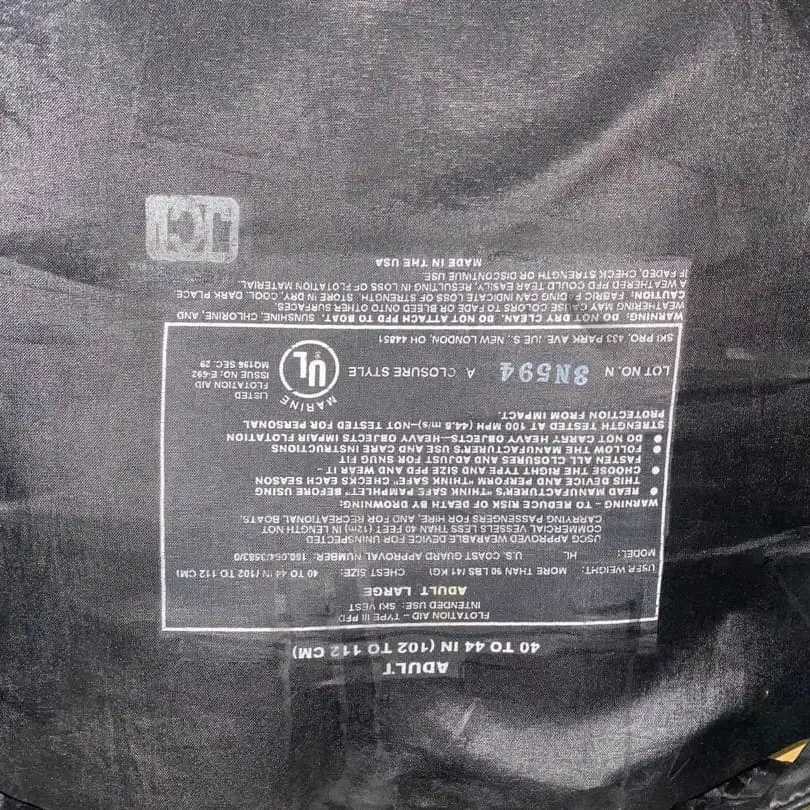 ADULT
40 TO 44 IN (102 TO 112 CM)
FLOTATION AID – TYPE III PFD
INTENDED USE: SKI VEST
ADULT LARGE
USER WEIGHT: MORE THAN 90 LBS (41 KG) CHEST SIZE: 40 TO 44 IN (102 TO 112 CM)
MODEL: HL U.S. COAST GUARD APPROVAL NUMBER: 160.064/3583/0
USCG APPROVED WEARABLE DEVICE FOR UNINSPECTED
COMMERCIAL VESSELS LESS THAN 40 FEET (12m) IN LENGTH NOT
CARRYING PASSENGERS FOR HIRE, AND FOR RECREATIONAL BOATS.
WARNING – TO REDUCE RISK OF DEATH BY DROWNING:
● READ MANUFACTURER'S "THINK SAFE PAMPHLET" BEFORE USING
THIS DEVICE AND PERFORM "THINK" SAFE" CHECKS EACH SEASON
● CHOOSE THE RIGHT TYPE AND SIZE PFD AND WEAR IT –
FASTEN ALL CLOSURES AND ADJUST FOR SNUG FIT
● FOLLOW THE MANUFACTURER'S USE AND CARE INSTRUCTIONS
● DO NOT CARRY HEAVY OBJECTS—HEAVY OBJECTS IMPAIR FLOTATION
STRENGTH TESTED AT 100 MPH (44.8 m/s)–NOT TESTED FOR PERSONAL
PROTECTION FROM IMPACT.
LOT NO. N 8N594 A CLOSURE STYLE
MARINE
UL
LISTED
FLOTATION AID
ISSUE NO: E-692
MQ196 SEC. 29
SKI PRO 433 PARK AVE. UE S. NEW LONDON, OH 44851
WARNING: DO NOT DRY CLEAN. DO NOT ATTACH PFD TO BOAT. SUNSHINE, CHLORINE, AND
WEATHERING MAY CAUSE COLORS TO FADE OR BLEED ONTO OTHER SURFACES.
CAUTION: FABRIC FADING CAN INDICATE LOSS OF STRENGTH. STORE IN DRY, COOL, DARK PLACE
A WEATHERED PFD COULD TEAR EASILY, RESULTING IN LOSS OF FLOTATION MATERIAL
IF FADED, CHECK STRENGTH OR DISCONTINUE USE.
MADE IN THE USA